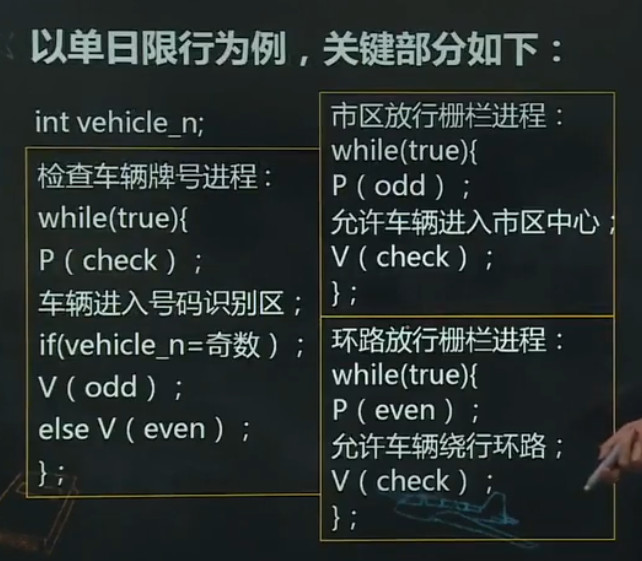 以单日限行为例，关键部分如下：
int vehicle_n;
检查车辆牌号进程：
while(true){
P（check）；
车辆进入号码识别区；
if(vehicle_n=奇数）；
V（odd）；
else V（even）；
}；
市区放行栅栏进程：
while(true){
P（odd）；
允许车辆进入市区中心；
V（check）；
}；
环路放行栅栏进程：
while(true){
P（even）；
允许车辆绕行环路；
V（check）；
}；